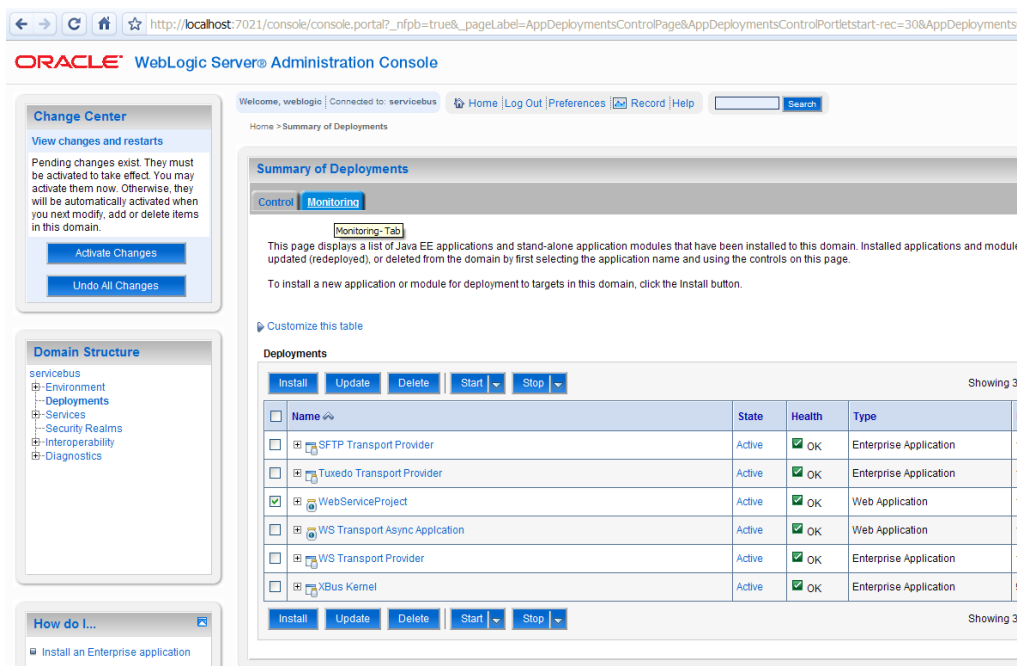 http://localhost:7021/console/console.portal?_nfpb=true&_pageLabel=AppDeploymentsControlPage&AppDeploymentsControlPortletstart-rec=30&AppDeployments
ORACLE® WebLogic Server® Administration Console
Change Center
View changes and restarts
Pending changes exist. They must
be activated to take effect. You may
activate them now. Otherwise, they
will be automatically activated when
you next modify, add or delete items
in this domain.
Activate Changes
Undo All Changes
Domain Structure
servicebus
Environment
Deployments
Services
Security Realms
Interoperability
Diagnostics
How do I...
Install an Enterprise application
Welcome, weblogic Connected to: servicebus Home Log Out Preferences Record Help Search
Home >Summary of Deployments
Summary of Deployments
Control Monitoring
Monitoring- Tab
This page displays a list of Java EE applications and stand-alone application modules that have been installed to this domain. Installed applications and module
updated (redeployed), or deleted from the domain by first selecting the application name and using the controls on this page.
To install a new application or module for deployment to targets in this domain, click the Install button.
Customize this table
Deployments
Install Update Delete Start Stop Showing 3
Name State Health Type
SFTP Transport Provider Active OK Enterprise Application
Tuxedo Transport Provider Active OK Enterprise Application
WebServiceProject Active OK Web Application
WS Transport Async Applcation Active OK Web Application
WS Transport Provider Active OK Enterprise Application
XBus Kernel Active OK Enterprise Application
Install Update Delete Start Stop Showing 3